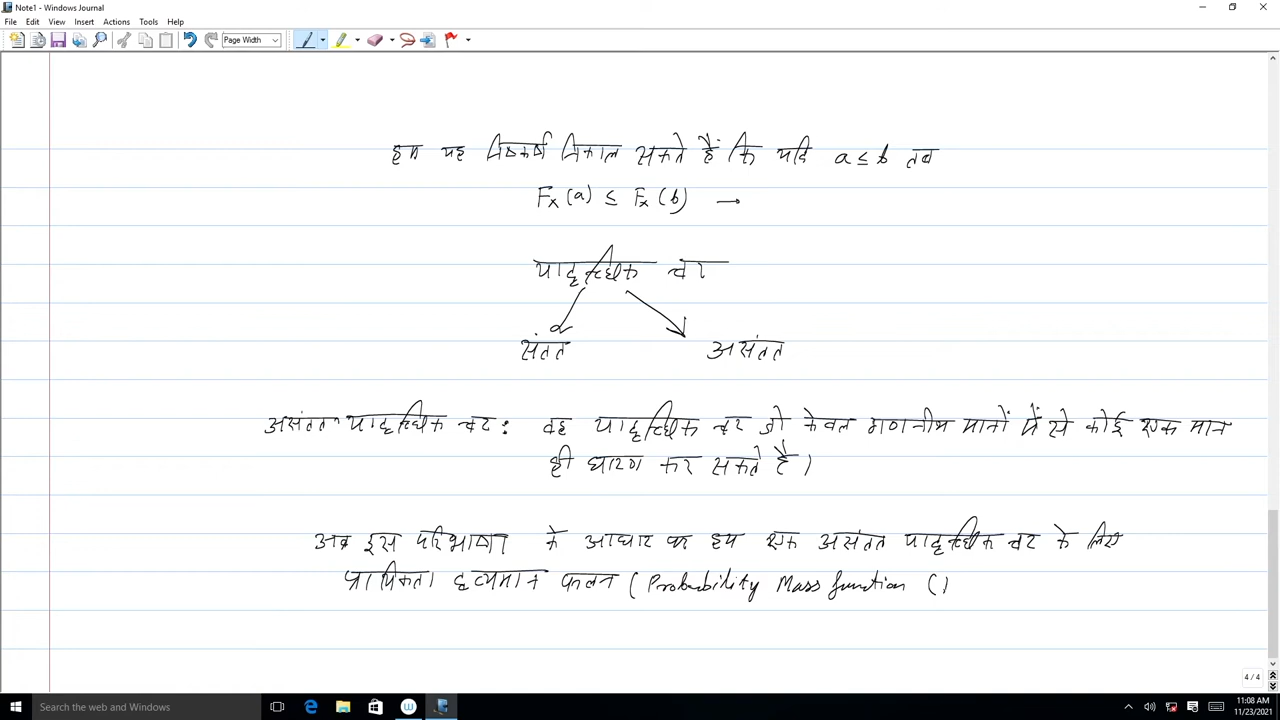 Note1 - Windows Journal
File Edit View Insert Actions Tools Help
Page Width
हम यह निष्कर्ष निकाल सकते हैं कि यदि a ≤ b तब
Fx (a) ≤ Fx (b) →
यादृच्छिक चर
संतत असंतत
असंतत यादृच्छिक चर : वह यादृच्छिक चर जो केवल गणनीय मानों में से कोई एक मान
ही धारण कर सकते है।
अब इस परिभाषा के आधार पर हम एक असंतत यादृच्छिक चर के लिए
प्रायिकता द्रव्यमान फलन ( Probability Mass function (
4 / 4
Search the web and Windows
11:08 AM
11/23/2021